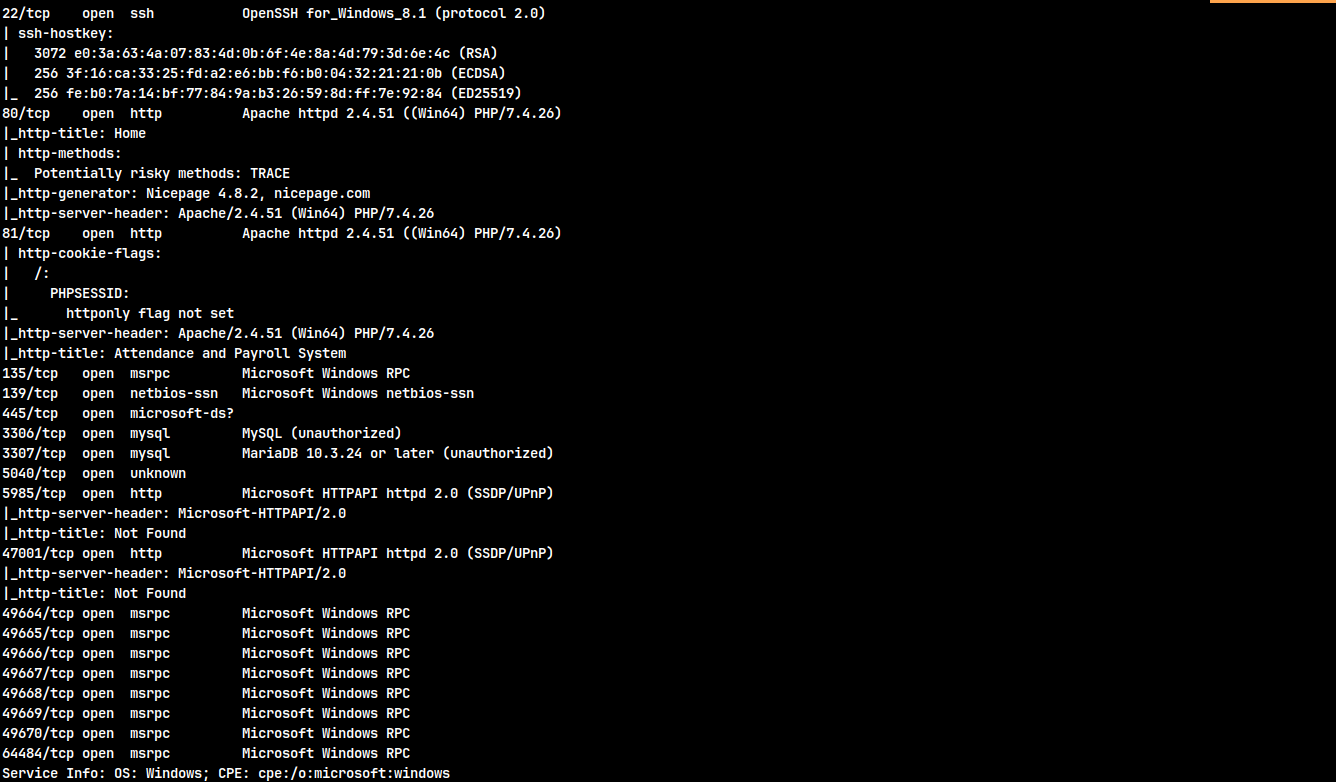 22/tcp    open  ssh           OpenSSH for_Windows_8.1 (protocol 2.0)
| ssh-hostkey:
|   3072 e0:3a:63:4a:07:83:4d:0b:6f:4e:8a:4d:79:3d:6e:4c (RSA)
|   256 3f:16:ca:33:25:fd:a2:e6:bb:f6:b0:04:32:21:21:0b (ECDSA)
|_  256 fe:b0:7a:14:bf:77:84:9a:b3:26:59:8d:ff:7e:92:84 (ED25519)
80/tcp    open  http          Apache httpd 2.4.51 ((Win64) PHP/7.4.26)
|_http-title: Home
| http-methods:
|_  Potentially risky methods: TRACE
|_http-generator: Nicepage 4.8.2, nicepage.com
|_http-server-header: Apache/2.4.51 (Win64) PHP/7.4.26
81/tcp    open  http          Apache httpd 2.4.51 ((Win64) PHP/7.4.26)
| http-cookie-flags:
|   /:
|     PHPSESSID:
|_      httponly flag not set
|_http-server-header: Apache/2.4.51 (Win64) PHP/7.4.26
|_http-title: Attendance and Payroll System
135/tcp   open  msrpc         Microsoft Windows RPC
139/tcp   open  netbios-ssn   Microsoft Windows netbios-ssn
445/tcp   open  microsoft-ds?
3306/tcp  open  mysql         MySQL (unauthorized)
3307/tcp  open  mysql         MariaDB 10.3.24 or later (unauthorized)
5040/tcp  open  unknown
5985/tcp  open  http          Microsoft HTTPAPI httpd 2.0 (SSDP/UPnP)
|_http-server-header: Microsoft-HTTPAPI/2.0
|_http-title: Not Found
47001/tcp open  http          Microsoft HTTPAPI httpd 2.0 (SSDP/UPnP)
|_http-server-header: Microsoft-HTTPAPI/2.0
|_http-title: Not Found
49664/tcp open  msrpc         Microsoft Windows RPC
49665/tcp open  msrpc         Microsoft Windows RPC
49666/tcp open  msrpc         Microsoft Windows RPC
49667/tcp open  msrpc         Microsoft Windows RPC
49668/tcp open  msrpc         Microsoft Windows RPC
49669/tcp open  msrpc         Microsoft Windows RPC
49670/tcp open  msrpc         Microsoft Windows RPC
64484/tcp open  msrpc         Microsoft Windows RPC
Service Info: OS: Windows; CPE: cpe:/o:microsoft:windows